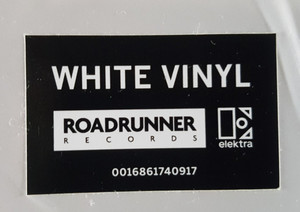 WHITE VINYL
ROADRUNNER
RECORDS
elektra
0016861740917